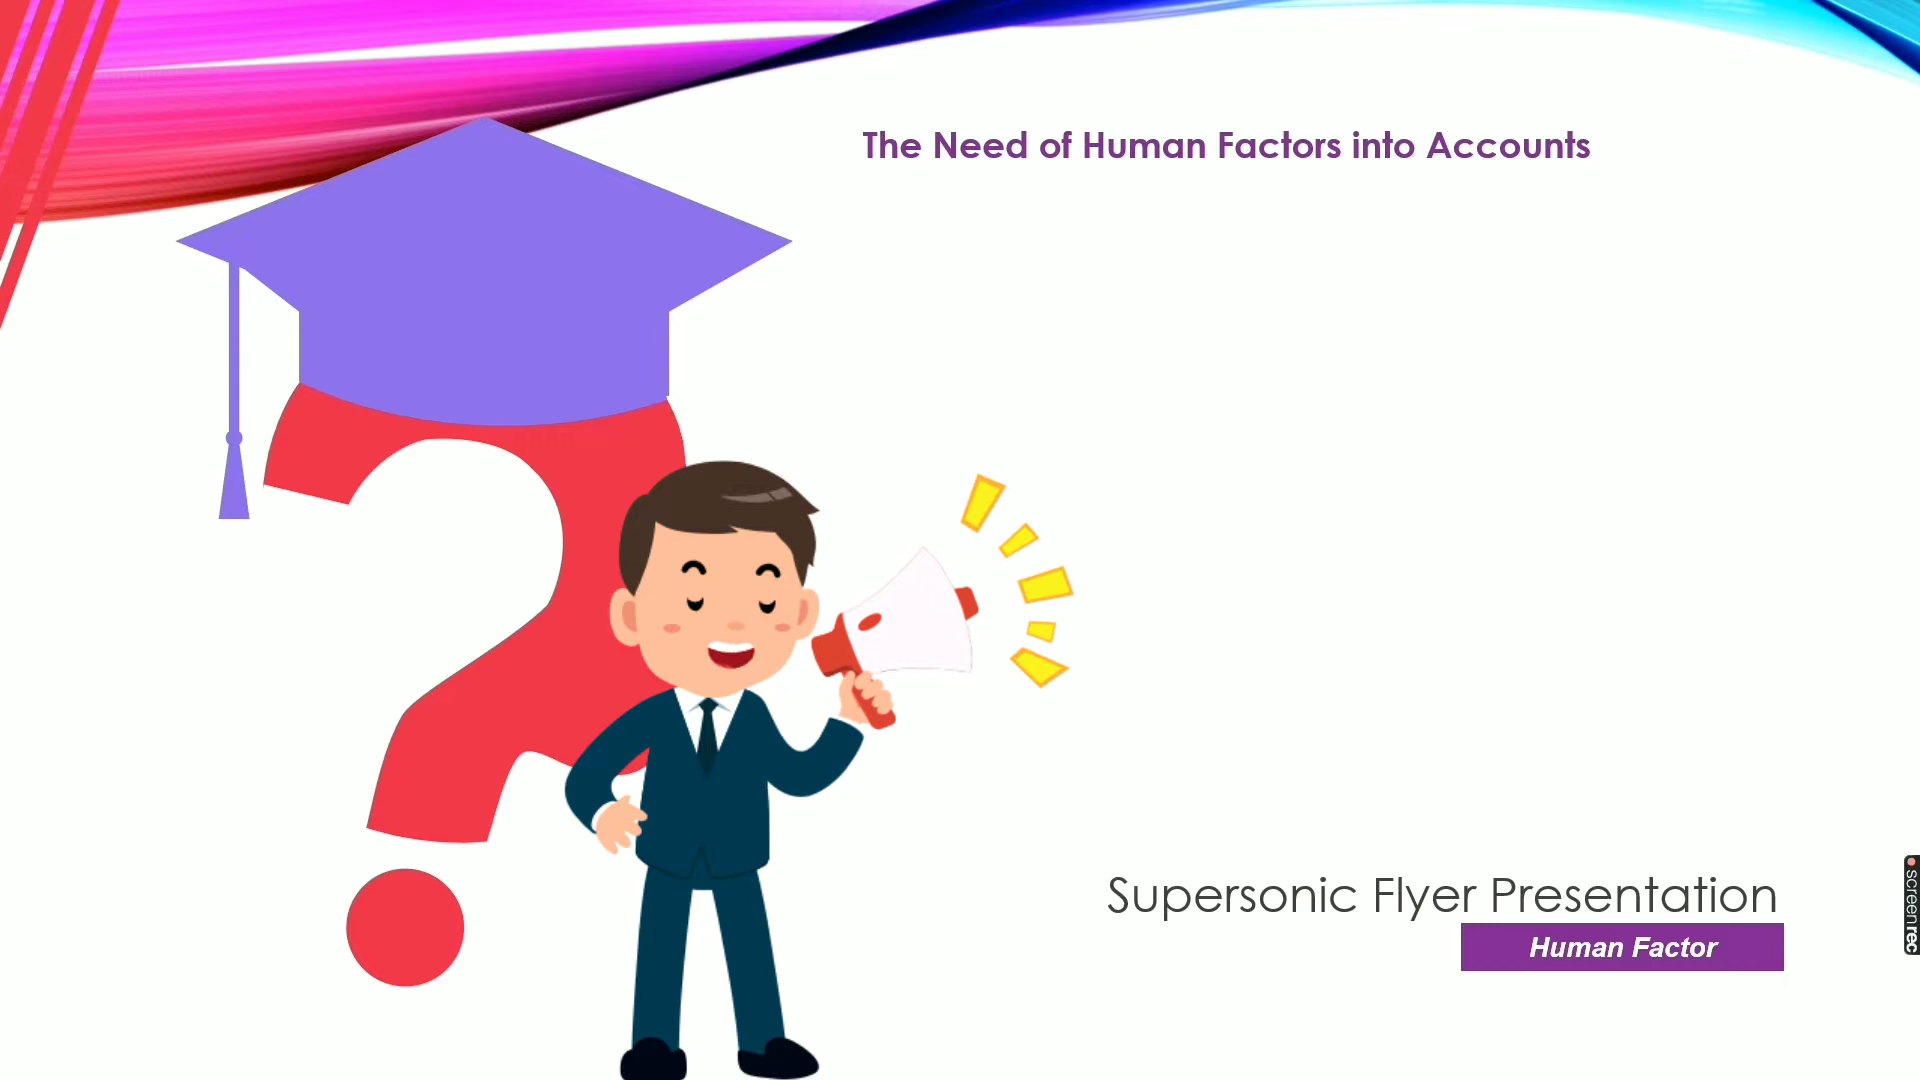 The Need of Human Factors into Accounts
Supersonic Flyer Presentation
Human Factor
screenrec